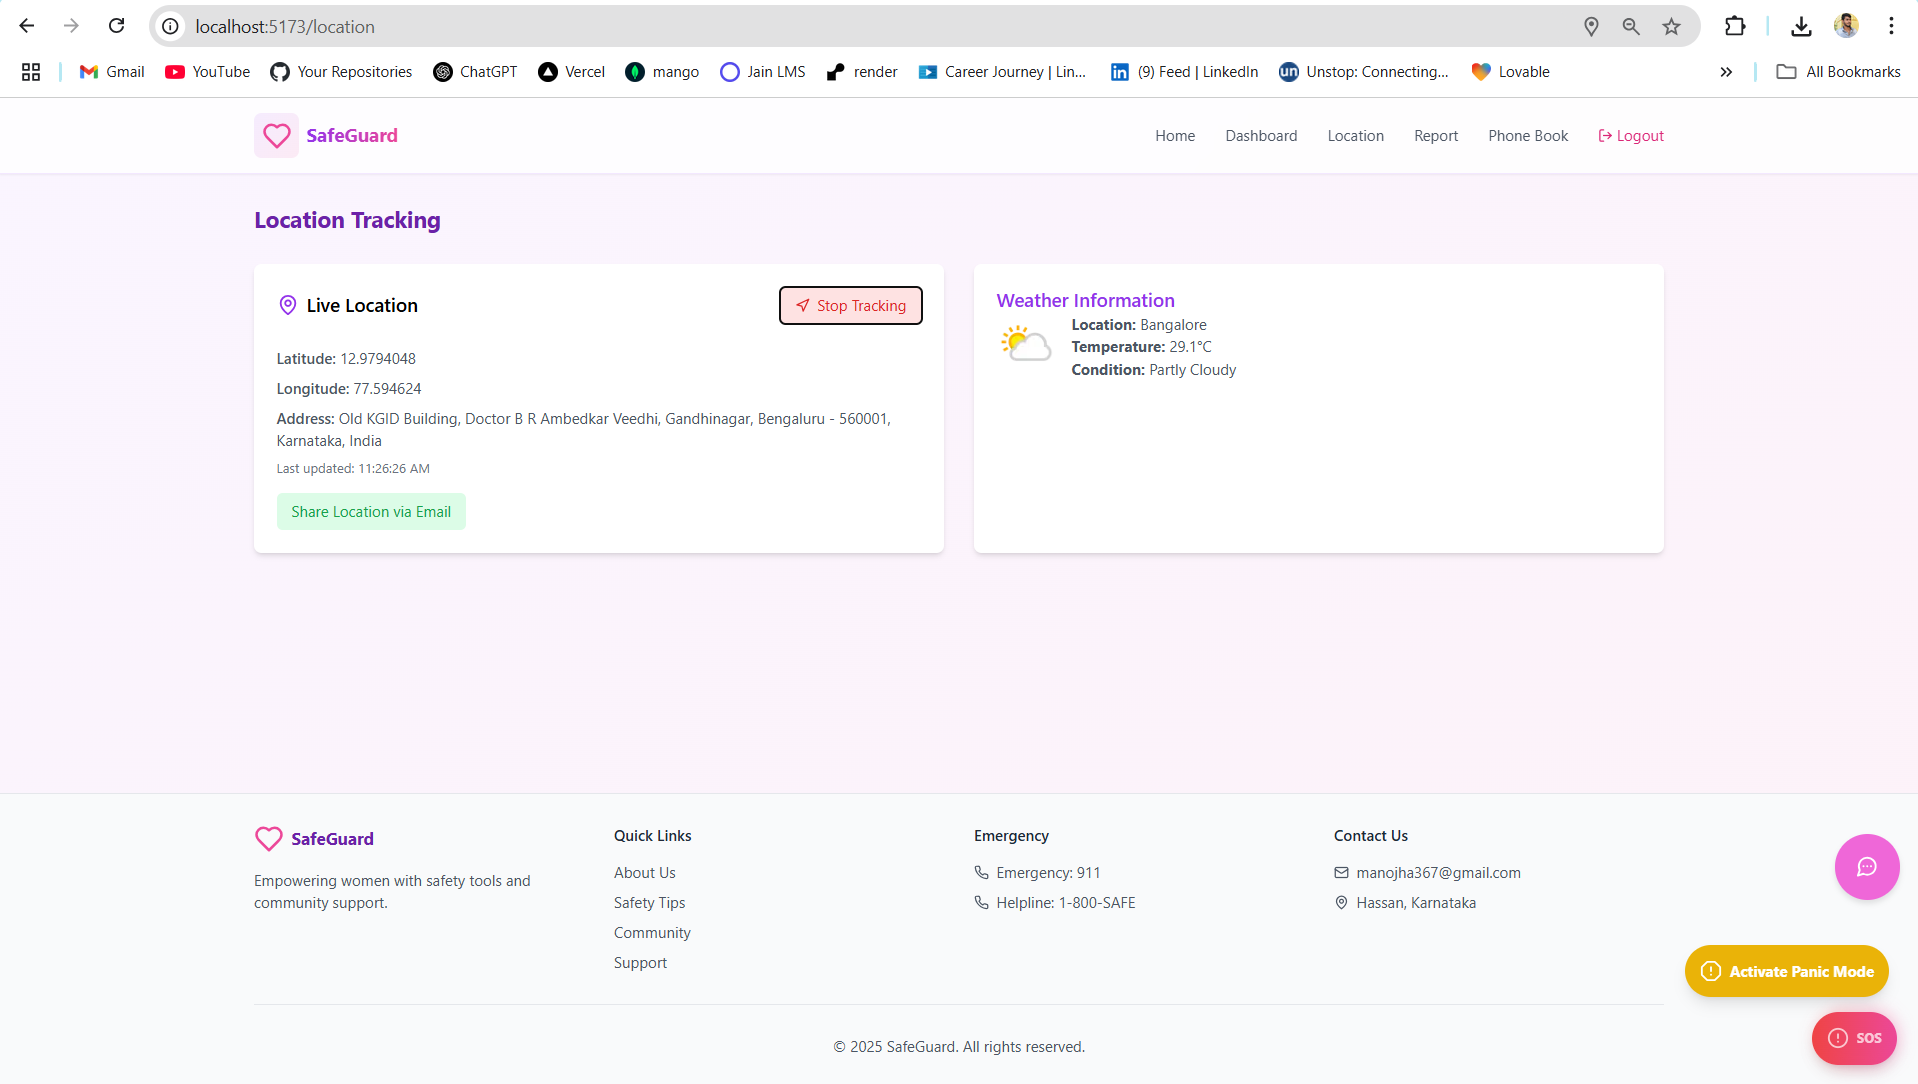 localhost:5173/location
Gmail
YouTube
Your Repositories
ChatGPT
Vercel
mango
Jain LMS
render
Career Journey | Lin...
(9) Feed | LinkedIn
Unstop: Connecting...
Lovable
All Bookmarks
SafeGuard
Home
Dashboard
Location
Report
Phone Book
Logout
Location Tracking
Live Location
Stop Tracking
Latitude: 12.9794048
Longitude: 77.594624
Address: Old KGID Building, Doctor B R Ambedkar Veedhi, Gandhinagar, Bengaluru - 560001,
Karnataka, India
Last updated: 11:26:26 AM
Share Location via Email
Weather Information
Location: Bangalore
Temperature: 29.1°C
Condition: Partly Cloudy
SafeGuard
Empowering women with safety tools and
community support.
Quick Links
About Us
Safety Tips
Community
Support
Emergency
Emergency: 911
Helpline: 1-800-SAFE
Contact Us
manojha367@gmail.com
Hassan, Karnataka
Activate Panic Mode
SOS
© 2025 SafeGuard. All rights reserved.